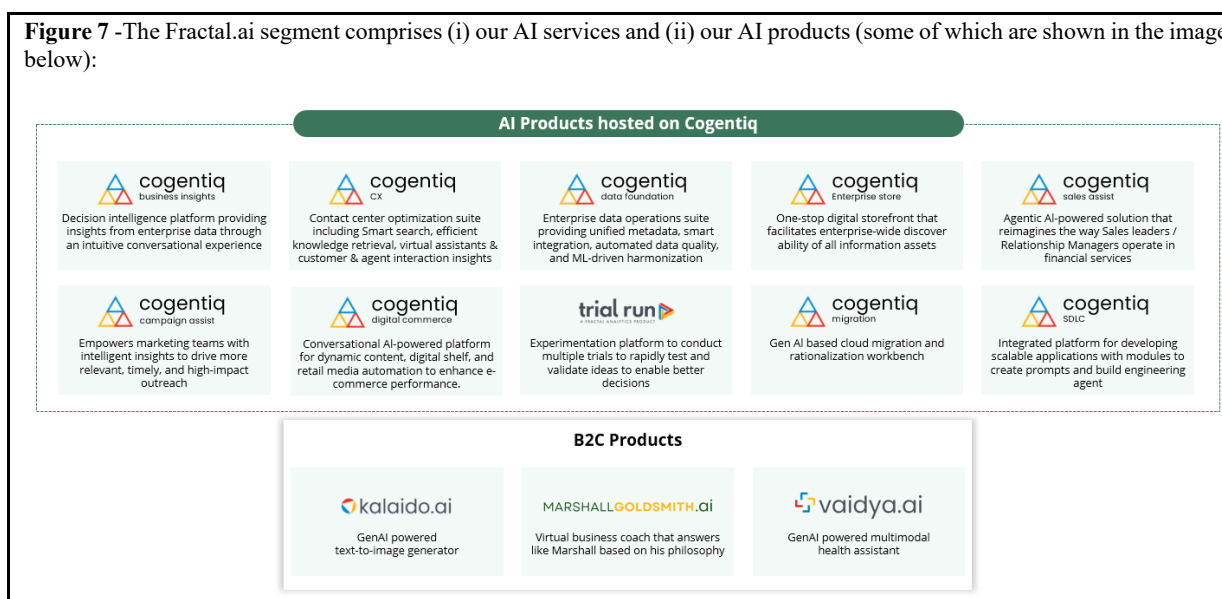 Figure 7 -The Fractal.ai segment comprises (i) our AI services and (ii) our AI products (some of which are shown in the image
below):
AI Products hosted on Cogentiq
cogentiq
business insights
Decision intelligence platform providing
insights from enterprise data through
an intuitive conversational experience
cogentiq
CX
Contact center optimization suite
including Smart search, efficient
knowledge retrieval, virtual assistants &
customer & agent interaction insights
cogentiq
data foundation
Enterprise data operations suite
providing unified metadata, smart
integration, automated data quality,
and ML-driven harmonization
cogentiq
Enterprise store
One-stop digital storefront that
facilitates enterprise-wide discover
ability of all information assets
cogentiq
sales assist
Agentic AI-powered solution that
reimagines the way Sales leaders /
Relationship Managers operate in
financial services
cogentiq
campaign assist
Empowers marketing teams with
intelligent insights to drive more
relevant, timely, and high-impact
outreach
cogentiq
digital commerce
Conversational AI-powered platform
for dynamic content, digital shelf, and
retail media automation to enhance e-
commerce performance.
trial run
A FRACTAL ANALYTICS PRODUCT
Experimentation platform to conduct
multiple trials to rapidly test and
validate ideas to enable better
decisions
cogentiq
migration
Gen AI based cloud migration and
rationalization workbench
cogentiq
SDLC
Integrated platform for developing
scalable applications with modules to
create prompts and build engineering
agent
B2C Products
kalaido.ai
GenAI powered
text-to-image generator
MARSHALLGOLDSMITH.ai
Virtual business coach that answers
like Marshall based on his philosophy
vaidya.ai
GenAI powered multimodal
health assistant